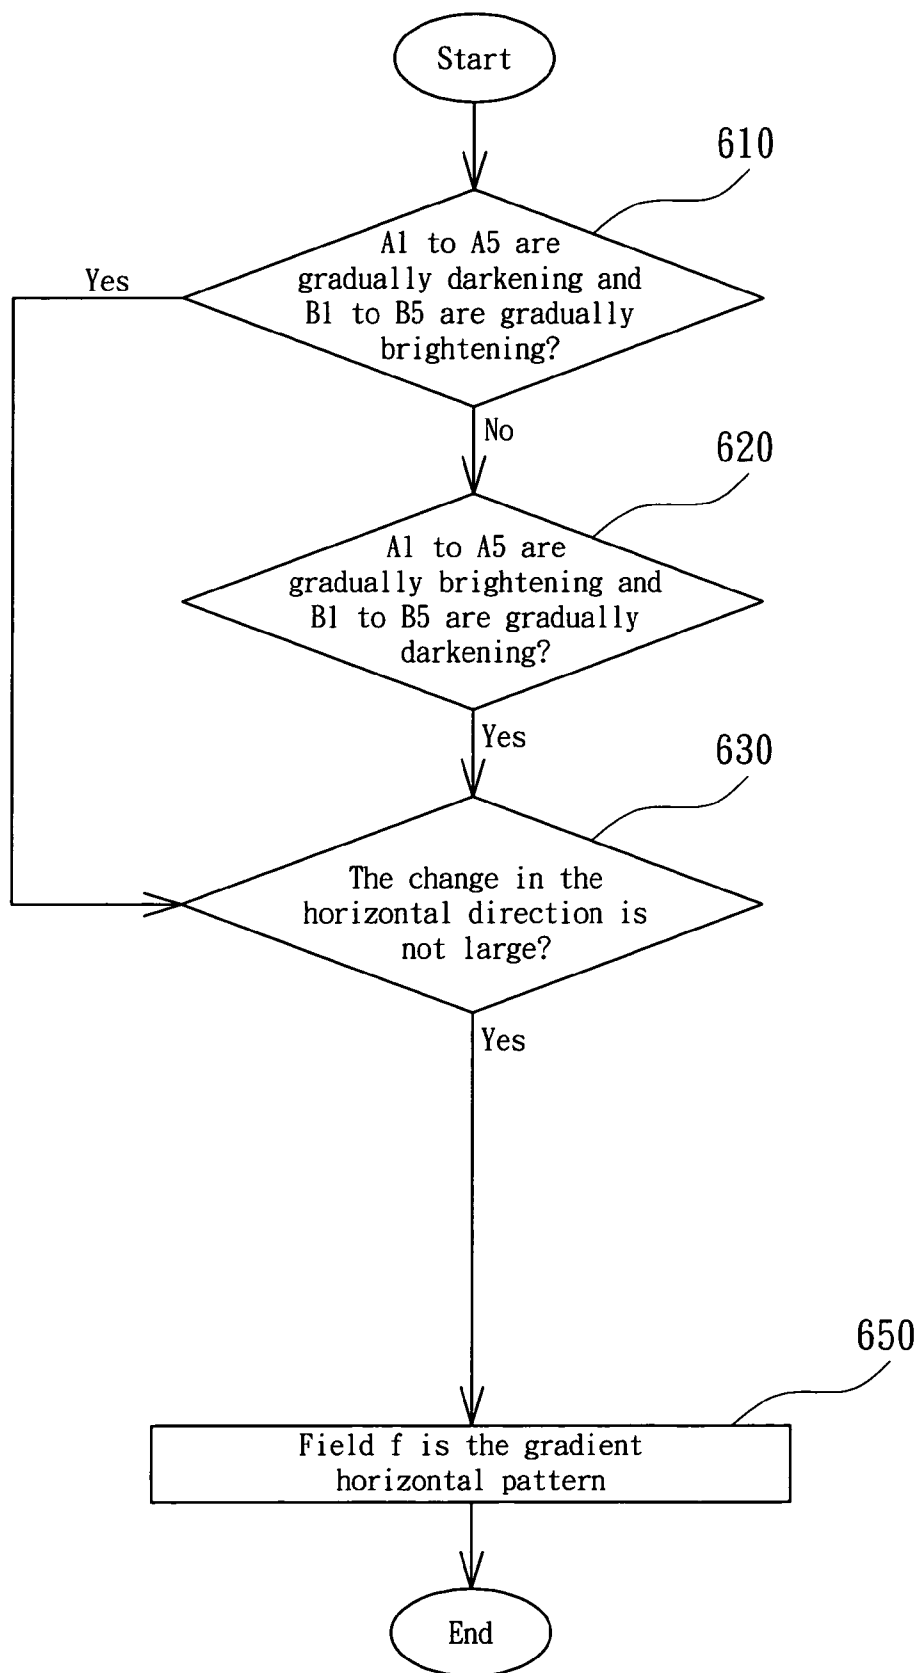 Start
610
A1 to A5 are
gradually darkening and
B1 to B5 are gradually
brightening?
Yes
No
620
A1 to A5 are
gradually brightening and
B1 to B5 are gradually
darkening?
Yes
630
The change in the
horizontal direction is
not large?
Yes
650
Field f is the gradient
horizontal pattern
End